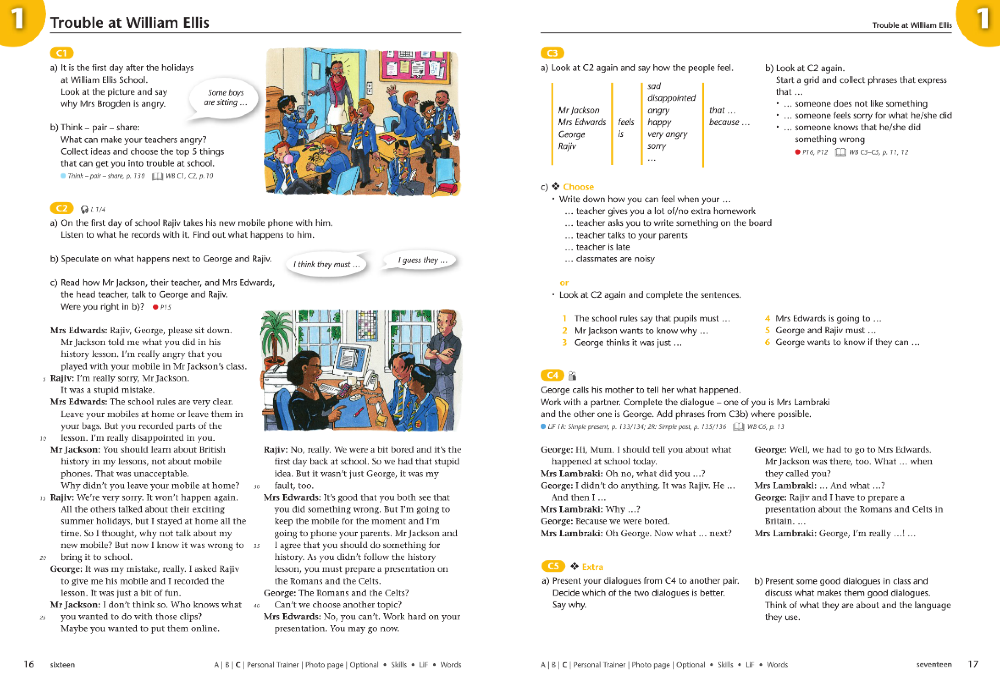 1
Trouble at William Ellis
C1
a) It is the first day after the holidays
at William Ellis School.
Look at the picture and say
why Mrs Brogden is angry.
Some boys
are sitting ...
b) Think – pair – share:
What can make your teachers angry?
Collect ideas and choose the top 5 things
that can get you into trouble at school.
Think – pair – share, p. 130 WB C1, C2, p. 10
C2 L 1/4
a) On the first day of school Rajiv takes his new mobile phone with him.
Listen to what he records with it. Find out what happens to him.
b) Speculate on what happens next to George and Rajiv.
I think they must ...
I guess they ...
c) Read how Mr Jackson, their teacher, and Mrs Edwards,
the head teacher, talk to George and Rajiv.
Were you right in b)? P15
Mrs Edwards: Rajiv, George, please sit down.
Mr Jackson told me what you did in his
history lesson. I'm really angry that you
played with your mobile in Mr Jackson's class.
5 Rajiv: I'm really sorry, Mr Jackson.
It was a stupid mistake.
Mrs Edwards: The school rules are very clear.
Leave your mobiles at home or leave them in
your bags. But you recorded parts of the
10 lesson. I'm really disappointed in you.
Mr Jackson: You should learn about British
history in my lessons, not about mobile
phones. That was unacceptable.
Why didn't you leave your mobile at home?
15 Rajiv: We're very sorry. It won't happen again.
All the others talked about their exciting
summer holidays, but I stayed at home all the
time. So I thought, why not talk about my
new mobile? But now I know it was wrong to
20 bring it to school.
George: It was my mistake, really. I asked Rajiv
to give me his mobile and I recorded the
lesson. It was just a bit of fun.
Mr Jackson: I don't think so. Who knows what
25 you wanted to do with those clips?
Maybe you wanted to put them online.
Rajiv: No, really. We were a bit bored and it's the
first day back at school. So we had that stupid
idea. But it wasn't just George, it was my
30 fault, too.
Mrs Edwards: It's good that you both see that
you did something wrong. But I'm going to
keep the mobile for the moment and I'm
going to phone your parents. Mr Jackson and
35 I agree that you should do something for
history. As you didn't follow the history
lesson, you must prepare a presentation on
the Romans and the Celts.
George: The Romans and the Celts?
40 Can't we choose another topic?
Mrs Edwards: No, you can't. Work hard on your
presentation. You may go now.
16 sixteen
A | B | C | Personal Trainer | Photo page | Optional • Skills • LiF • Words
Trouble at William Ellis
1
C3
a) Look at C2 again and say how the people feel.
Mr Jackson
Mrs Edwards
George
Rajiv
feels
is
sad
disappointed
angry
happy
very angry
sorry
...
that ...
because ...
b) Look at C2 again.
Start a grid and collect phrases that express
that ...
• ... someone does not like something
• ... someone feels sorry for what he/she did
• ... someone knows that he/she did
something wrong
P16, P12 WB C3–C5, p. 11, 12
c) ❖ Choose
• Write down how you can feel when your ...
... teacher gives you a lot of/no extra homework
... teacher asks you to write something on the board
... teacher talks to your parents
... teacher is late
... classmates are noisy
or
• Look at C2 again and complete the sentences.
1 The school rules say that pupils must ...
2 Mr Jackson wants to know why ...
3 George thinks it was just ...
4 Mrs Edwards is going to ...
5 George and Rajiv must ...
6 George wants to know if they can ...
C4
George calls his mother to tell her what happened.
Work with a partner. Complete the dialogue – one of you is Mrs Lambraki
and the other one is George. Add phrases from C3b) where possible.
LiF 1R: Simple present, p. 133/134; 2R: Simple past, p. 135/136 WB C6, p. 13
George: Hi, Mum. I should tell you about what
happened at school today.
Mrs Lambraki: Oh no, what did you ...?
George: I didn't do anything. It was Rajiv. He ...
And then I ...
Mrs Lambraki: Why ...?
George: Because we were bored.
Mrs Lambraki: Oh George. Now what ... next?
George: Well, we had to go to Mrs Edwards.
Mr Jackson was there, too. What ... when
they called you?
Mrs Lambraki: ... And what ...?
George: Rajiv and I have to prepare a
presentation about the Romans and Celts in
Britain. ...
Mrs Lambraki: George, I'm really ...! ...
C5 ❖ Extra
a) Present your dialogues from C4 to another pair.
Decide which of the two dialogues is better.
Say why.
b) Present some good dialogues in class and
discuss what makes them good dialogues.
Think of what they are about and the language
they use.
A | B | C | Personal Trainer | Photo page | Optional • Skills • LiF • Words
seventeen 17